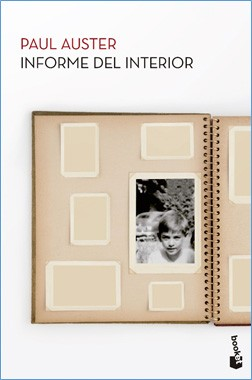 PAUL AUSTER
INFORME DEL INTERIOR
booket